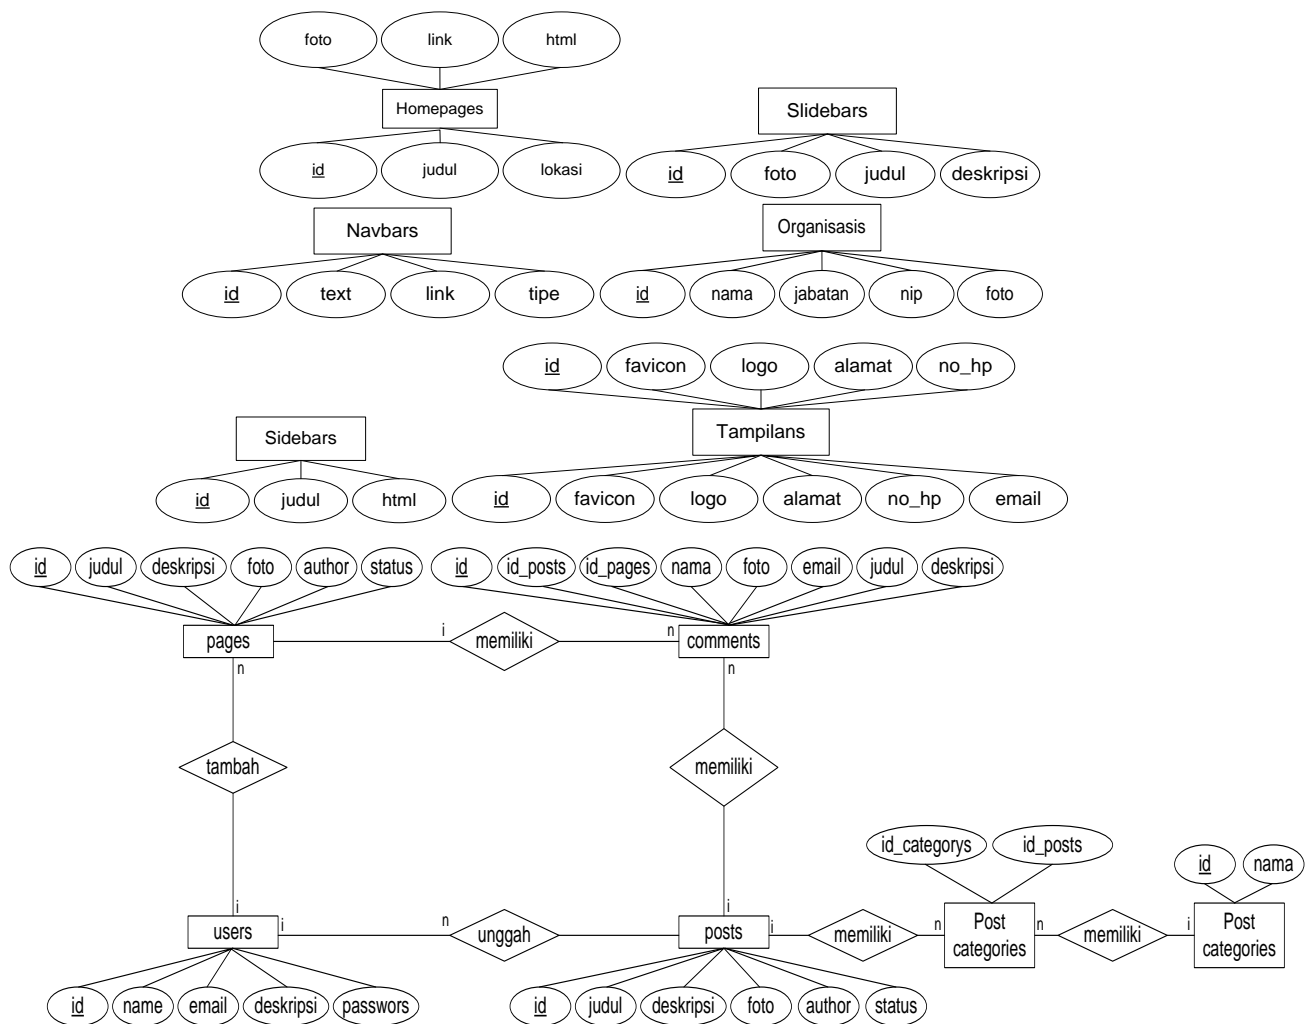 foto
link
html
Homepages
id
judul
lokasi
Slidebars
id
foto
judul
deskripsi
Navbars
id
text
link
tipe
Organisasis
id
nama
jabatan
nip
foto
id
favicon
logo
alamat
no_hp
Tampilans
id
favicon
logo
alamat
no_hp
email
Sidebars
id
judul
html
id
judul
deskripsi
foto
author
status
pages
id
id_posts
id_pages
nama
foto
email
judul
deskripsi
comments
i
memiliki
n
n
tambah
i
n
memiliki
i
users
i
n
unggah
posts
i
memiliki
n
id_categorys
id_posts
Post
categories
n
memiliki
i
id
nama
Post
categories
id
name
email
deskripsi
passwors
id
judul
deskripsi
foto
author
status